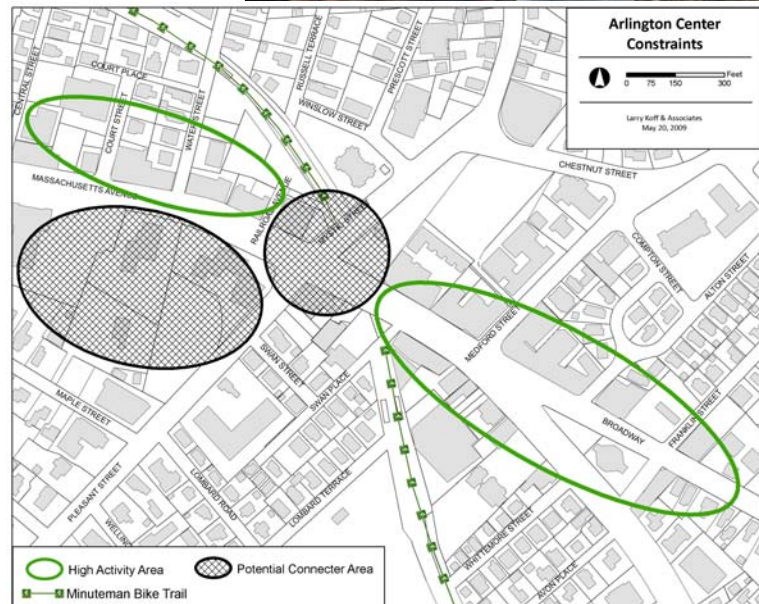 Arlington Center
Constraints
Feet
0 75 150 300
Larry Koff & Associates
May 20, 2009
CENTRAL STREET
COURT PLACE
COURT STREET
WATER STREET
RUSSELL TERRACE
WINSLOW STREET
PRESCOTT STREET
CHESTNUT STREET
MASSACHUSETTS AVENUE
RAILROAD AVENUE
MYSTIC STREET
COMPTON STREET
ALTON STREET
MEDFORD STREET
SWAN STREET
SWAN PLACE
MAPLE STREET
PLEASANT STREET
LOMBARD ROAD
LOMBARD TERRACE
BROADWAY
FRANKLIN STREET
WHITTEMORE STREET
AVON PLACE
WELLIN
High Activity Area
Potential Connecter Area
Minuteman Bike Trail